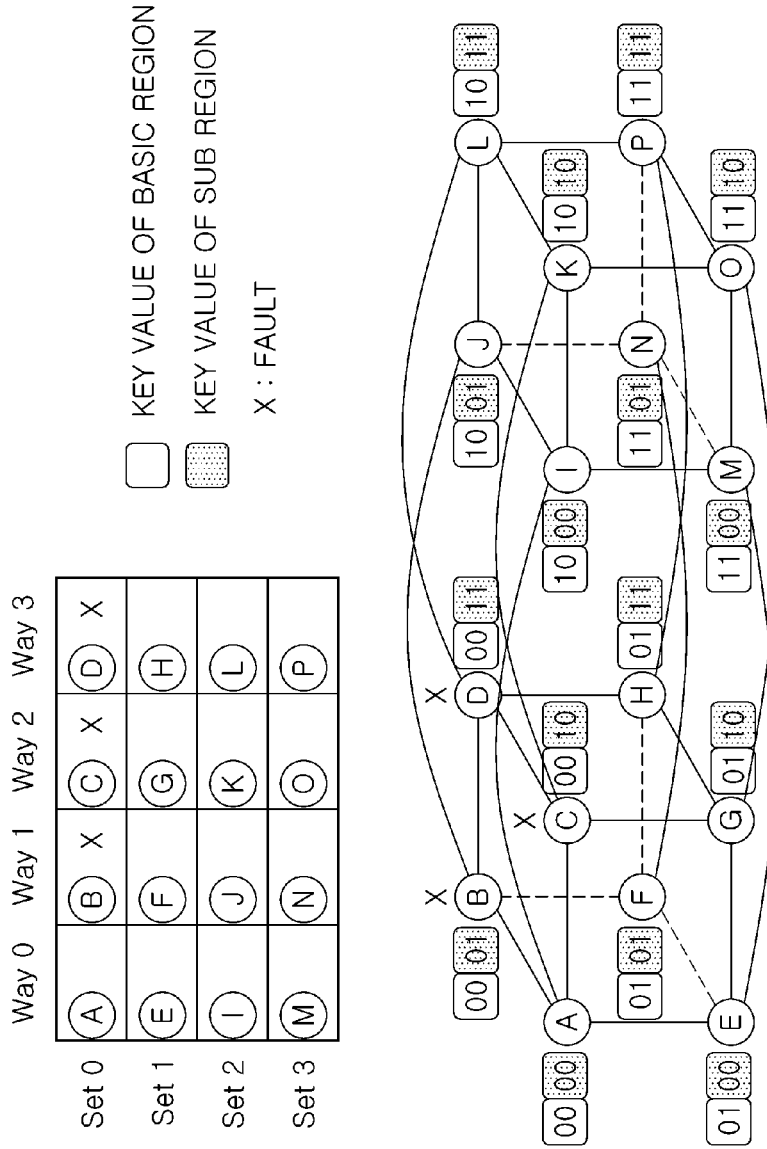 Way 0 Way 1 Way 2 Way 3
Set 0 A B X C X D X
Set 1 E F G H
Set 2 I J K L
Set 3 M N O P
KEY VALUE OF BASIC REGION
KEY VALUE OF SUB REGION
X : FAULT
X X
00 01 B 00 11 D 10 01 J 10 11 L
X
00 00 A 00 10 C 10 00 I 10 10 K
01 01 F 01 11 H 11 01 N 11 11 P
01 00 E 01 10 G 11 00 M 11 10 O